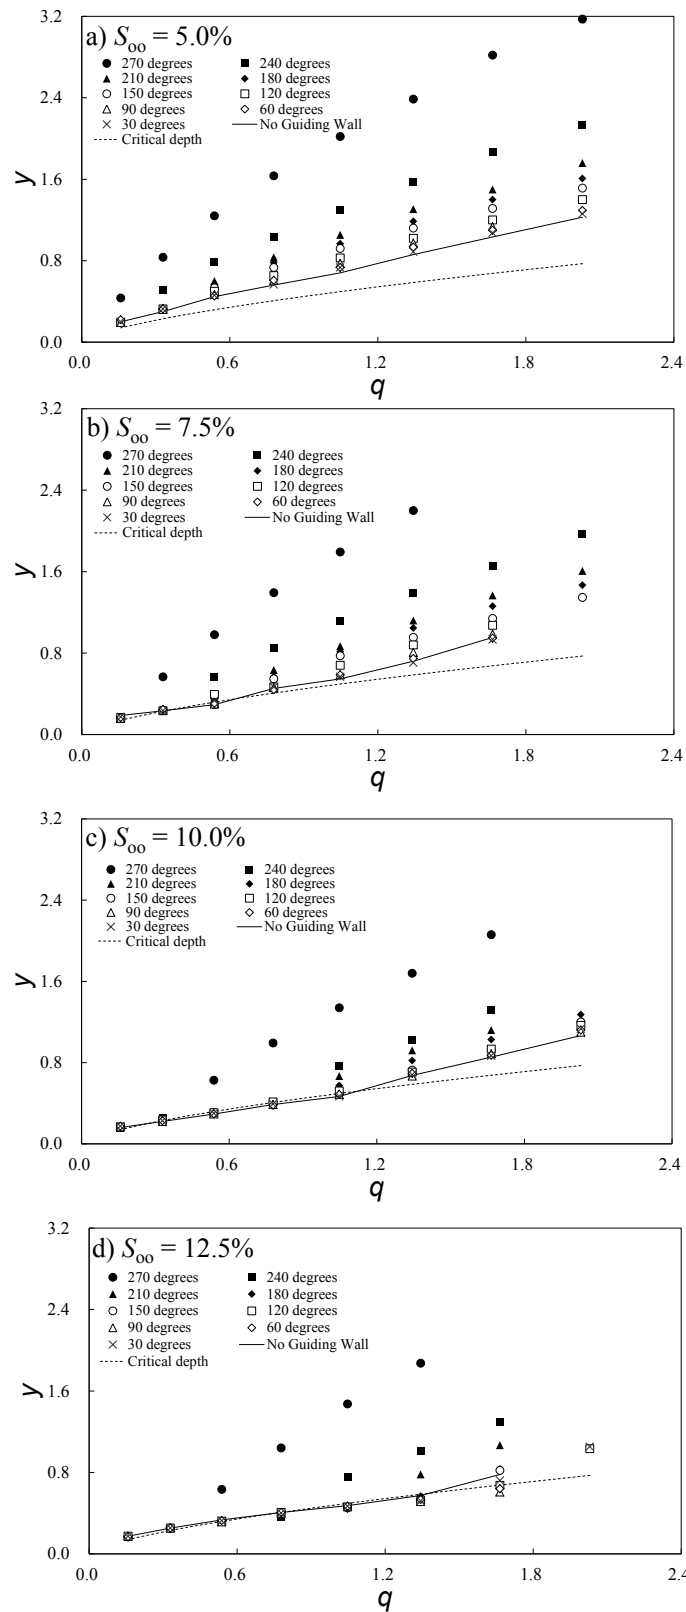 3.2
a) Soo = 5.0%
270 degrees 240 degrees
2.4
210 degrees 180 degrees
150 degrees 120 degrees
90 degrees 60 degrees
30 degrees No Guiding Wall
Critical depth
y
1.6
0.8
0.0
0.0 0.6 1.2 1.8 2.4
q
3.2
b) Soo = 7.5%
270 degrees 240 degrees
210 degrees 180 degrees
2.4
150 degrees 120 degrees
90 degrees 60 degrees
30 degrees No Guiding Wall
Critical depth
y
1.6
0.8
0.0
0.0 0.6 1.2 1.8 2.4
q
3.2
c) Soo = 10.0%
270 degrees 240 degrees
210 degrees 180 degrees
2.4
150 degrees 120 degrees
90 degrees 60 degrees
30 degrees No Guiding Wall
Critical depth
y
1.6
0.8
0.0
0.0 0.6 1.2 1.8 2.4
q
3.2
d) Soo = 12.5%
270 degrees 240 degrees
210 degrees 180 degrees
2.4
150 degrees 120 degrees
90 degrees 60 degrees
30 degrees No Guiding Wall
Critical depth
y
1.6
0.8
0.0
0.0 0.6 1.2 1.8 2.4
q